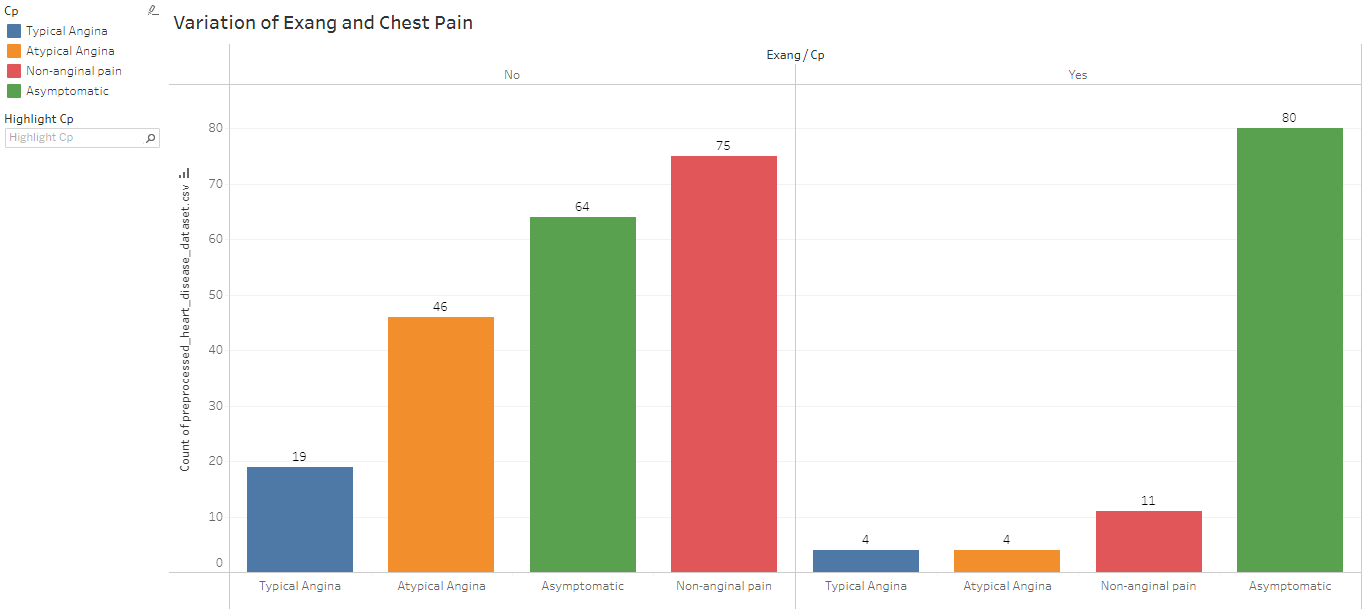 Cp
Typical Angina
Atypical Angina
Non-anginal pain
Asymptomatic
Highlight Cp
Highlight Cp
Variation of Exang and Chest Pain
Exang / Cp
No
Yes
Count of preprocessed_heart_disease_dataset.csv
80
70
60
50
40
30
20
10
0
19
46
64
75
4
4
11
80
Typical Angina
Atypical Angina
Asymptomatic
Non-anginal pain
Typical Angina
Atypical Angina
Non-anginal pain
Asymptomatic